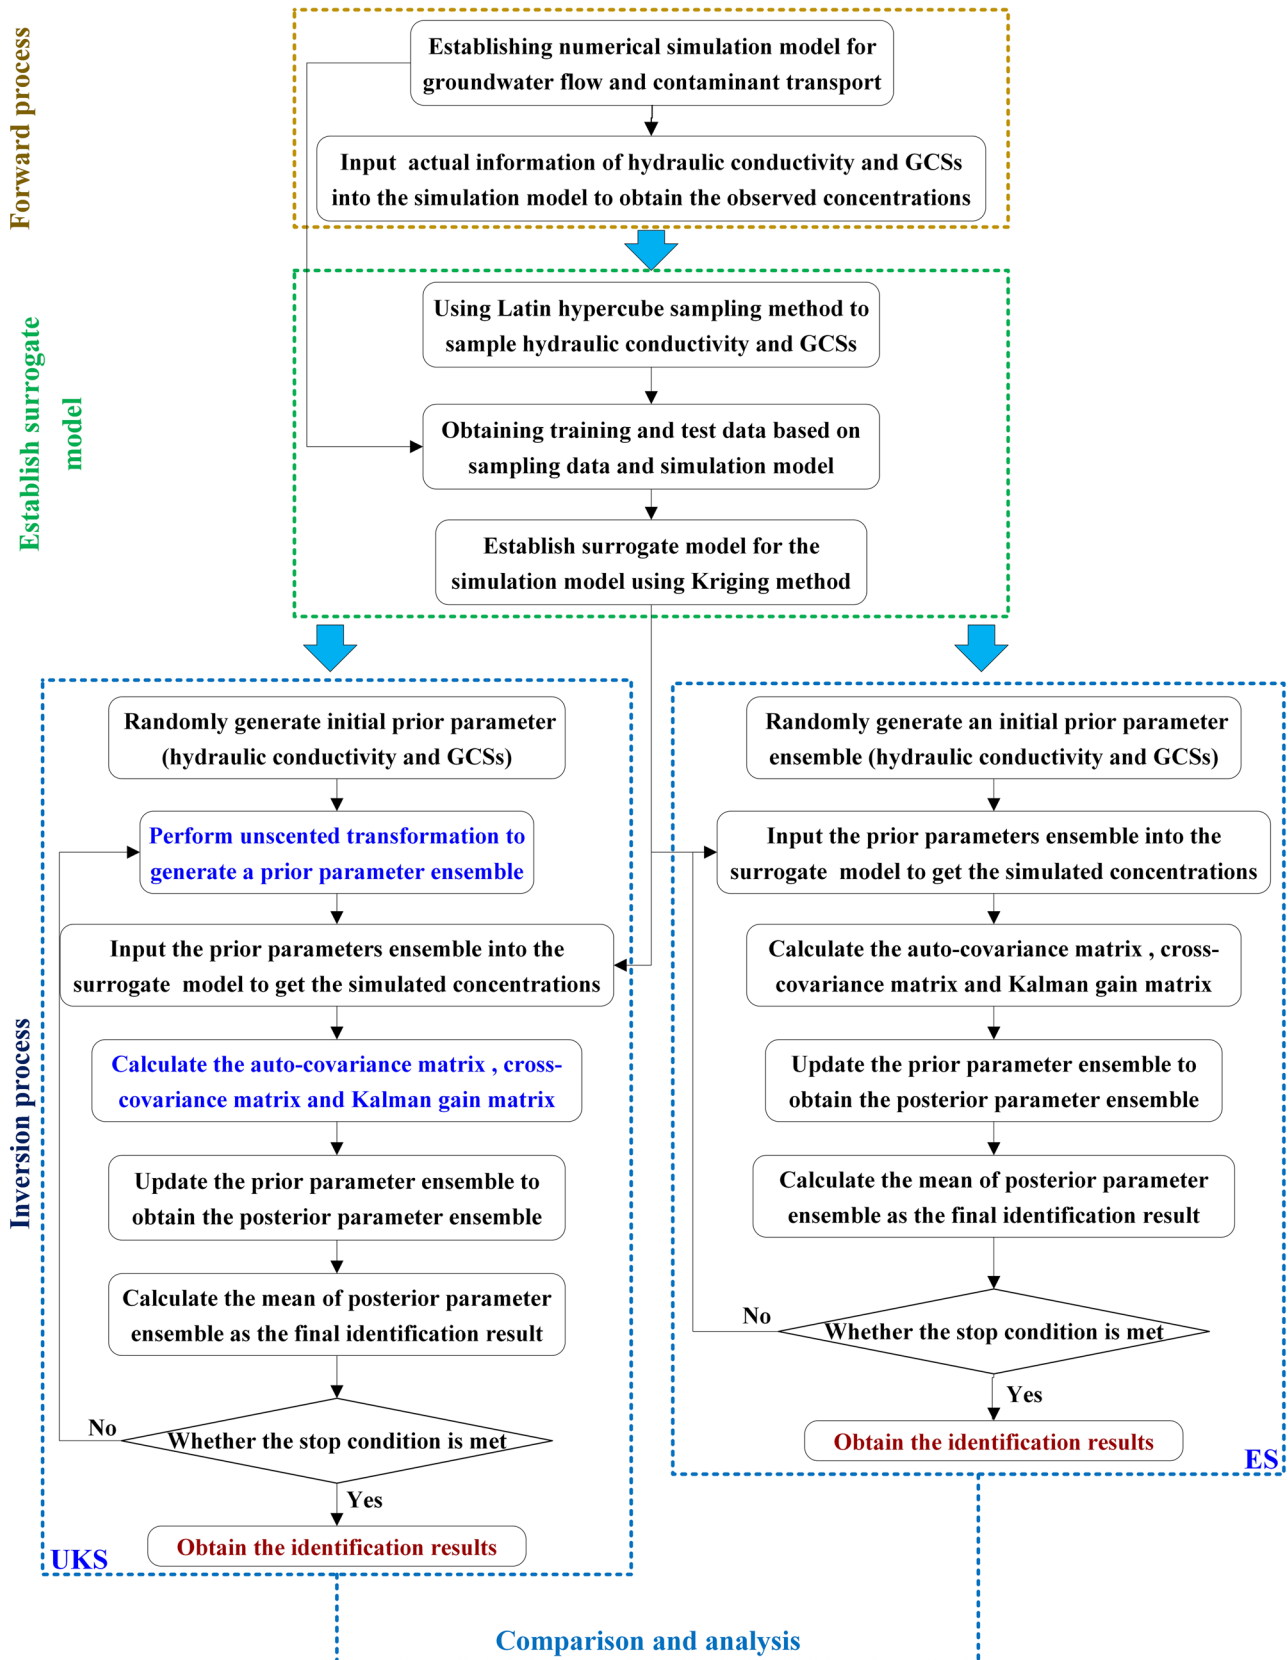 Forward process
Establishing numerical simulation model for
groundwater flow and contaminant transport
Input actual information of hydraulic conductivity and GCSs
into the simulation model to obtain the observed concentrations
Establish surrogate
model
Using Latin hypercube sampling method to
sample hydraulic conductivity and GCSs
Obtaining training and test data based on
sampling data and simulation model
Establish surrogate model for the
simulation model using Kriging method
Inversion process
Randomly generate initial prior parameter
(hydraulic conductivity and GCSs)
Perform unscented transformation to
generate a prior parameter ensemble
Input the prior parameters ensemble into the
surrogate model to get the simulated concentrations
Calculate the auto-covariance matrix , cross-
covariance matrix and Kalman gain matrix
Update the prior parameter ensemble to
obtain the posterior parameter ensemble
Calculate the mean of posterior parameter
ensemble as the final identification result
No
Whether the stop condition is met
Yes
Obtain the identification results
UKS
Randomly generate an initial prior parameter
ensemble (hydraulic conductivity and GCSs)
Input the prior parameters ensemble into the
surrogate model to get the simulated concentrations
Calculate the auto-covariance matrix , cross-
covariance matrix and Kalman gain matrix
Update the prior parameter ensemble to
obtain the posterior parameter ensemble
Calculate the mean of posterior parameter
ensemble as the final identification result
No
Whether the stop condition is met
Yes
Obtain the identification results
ES
Comparison and analysis